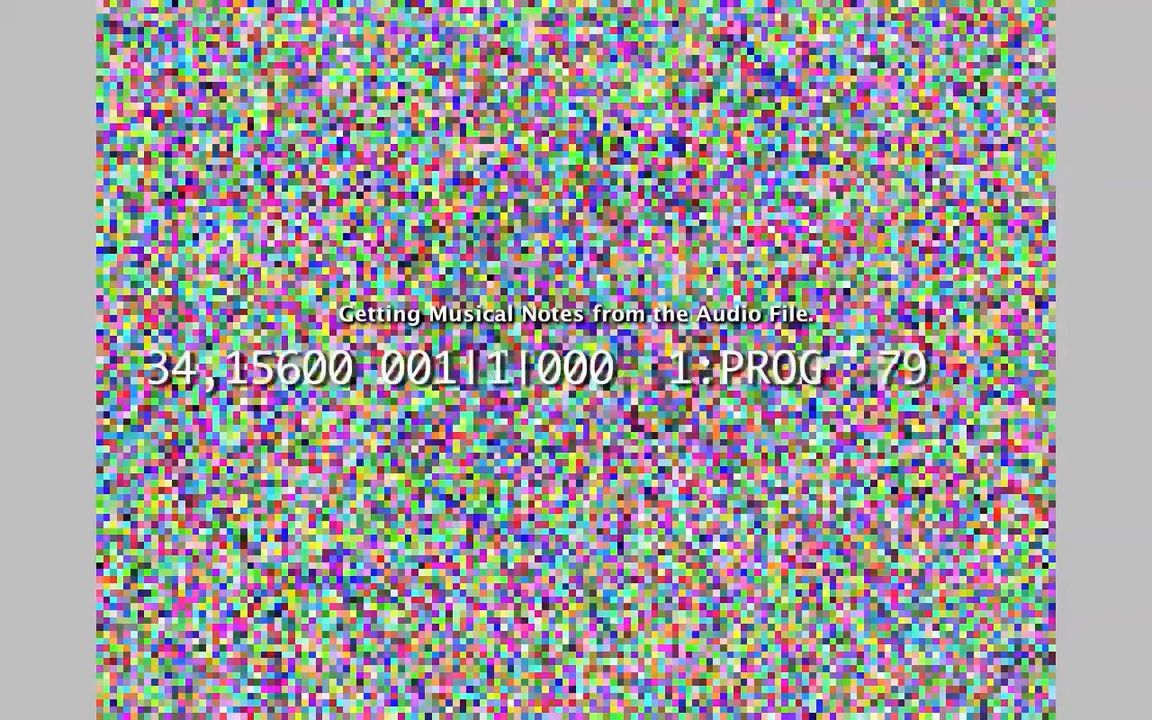 Getting Musical Notes from the Audio File.
34,15600 001|1|000  1:PROG  79